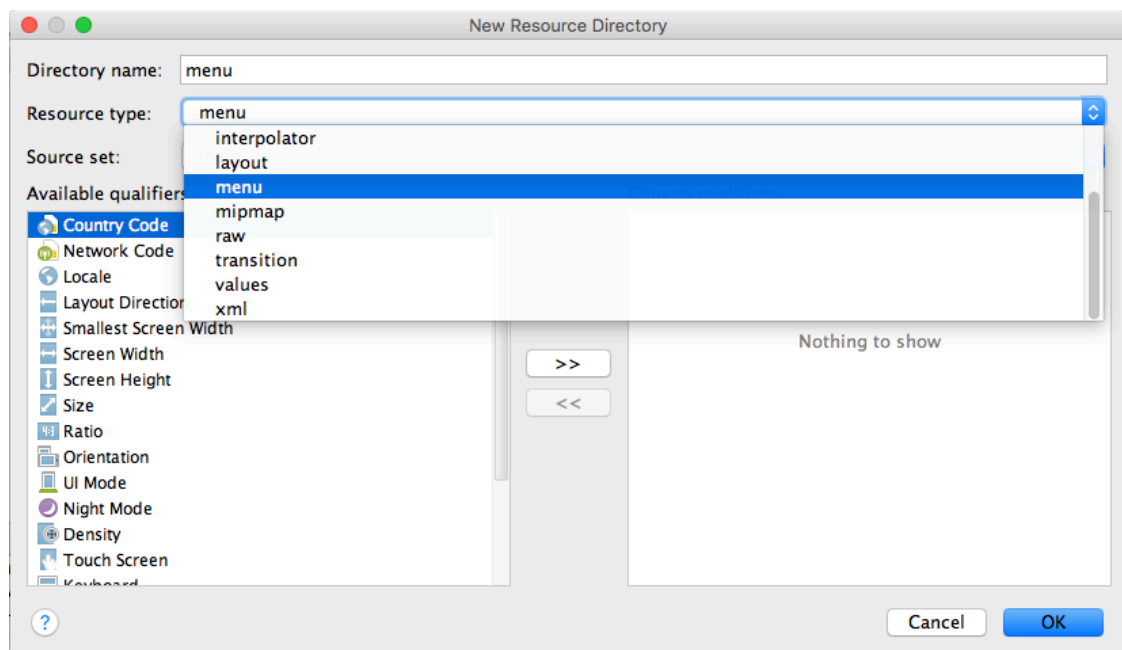 New Resource Directory
Directory name: menu
Resource type: menu
interpolator
Source set:
layout
Available qualifiers
menu
mipmap
raw
transition
values
xml
Country Code
Network Code
Locale
Layout Direction
Smallest Screen Width
Screen Width
Screen Height
Size
Ratio
Orientation
UI Mode
Night Mode
Density
Touch Screen
Keyboard
>>
<<
Nothing to show
?
Cancel
OK